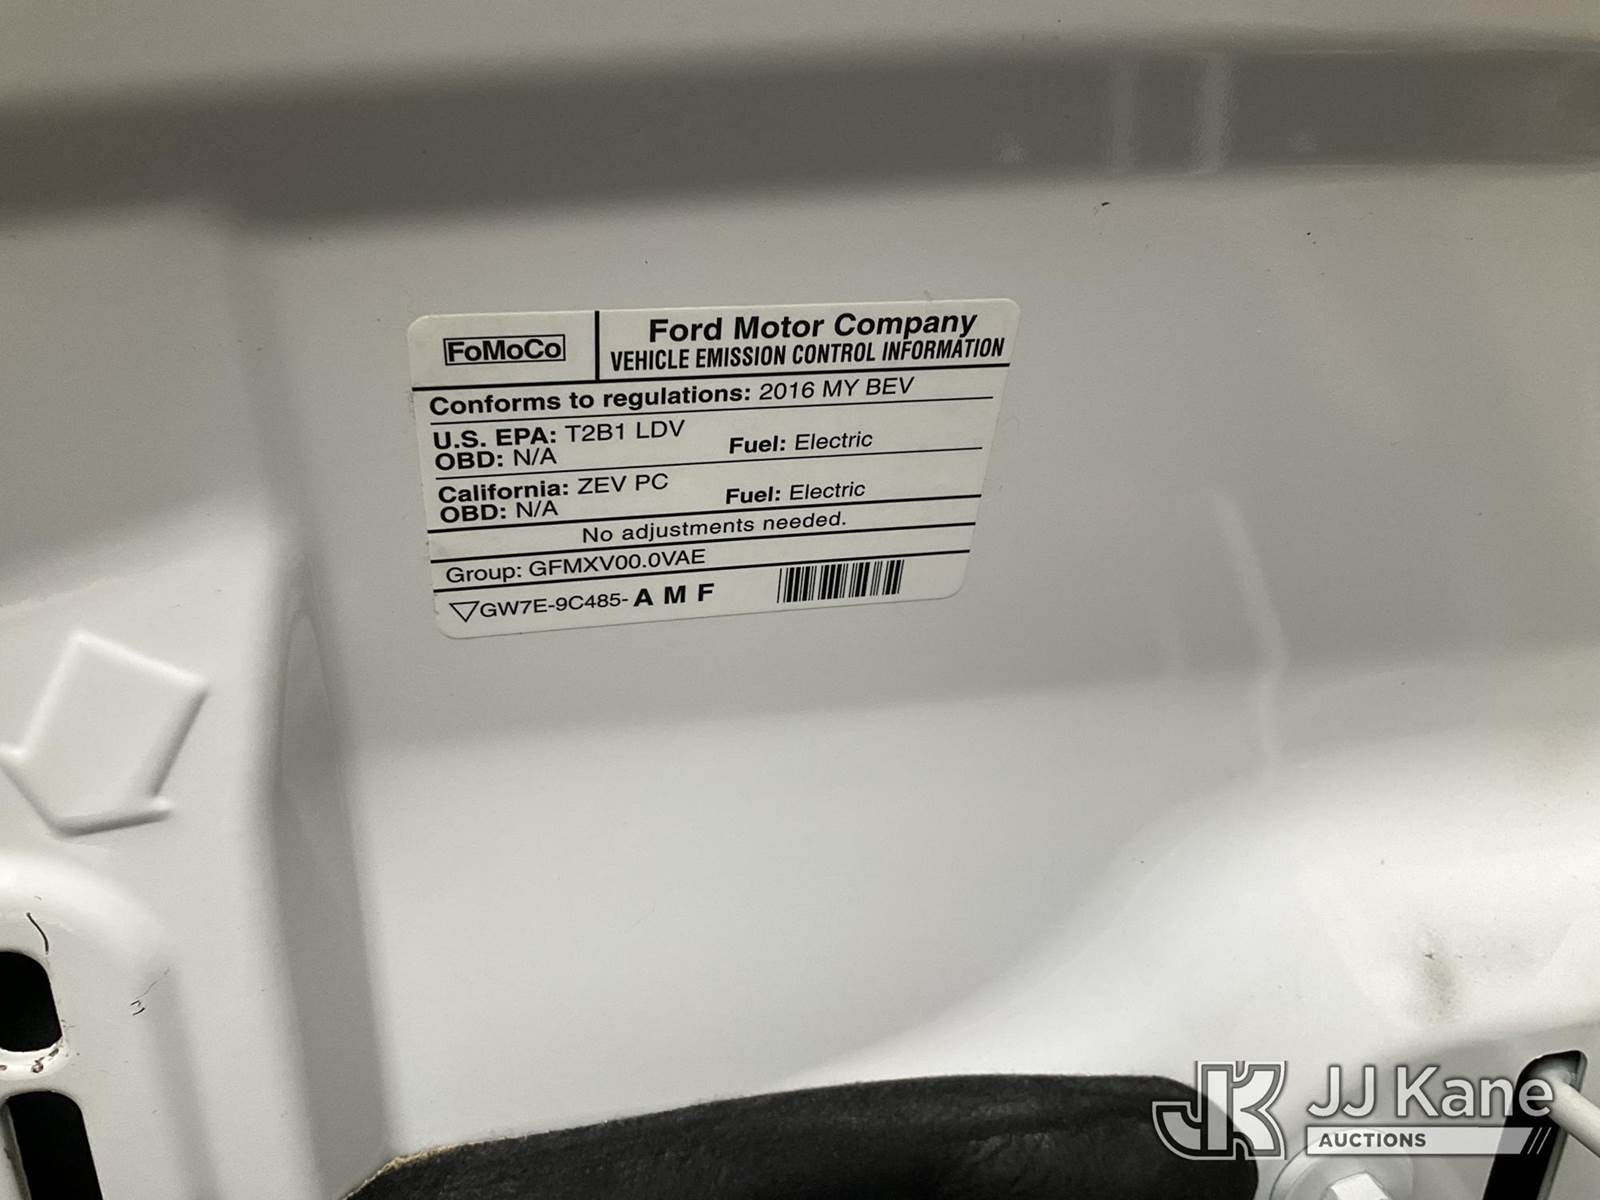 FoMoCo
Ford Motor Company
VEHICLE EMISSION CONTROL INFORMATION
Conforms to regulations: 2016 MY BEV
U.S. EPA: T2B1 LDV Fuel: Electric
OBD: N/A
California: ZEV PC Fuel: Electric
OBD: N/A
No adjustments needed.
Group: GFMXV00.0VAE
GW7E-9C485-A M F
JK JJ Kane
AUCTIONS